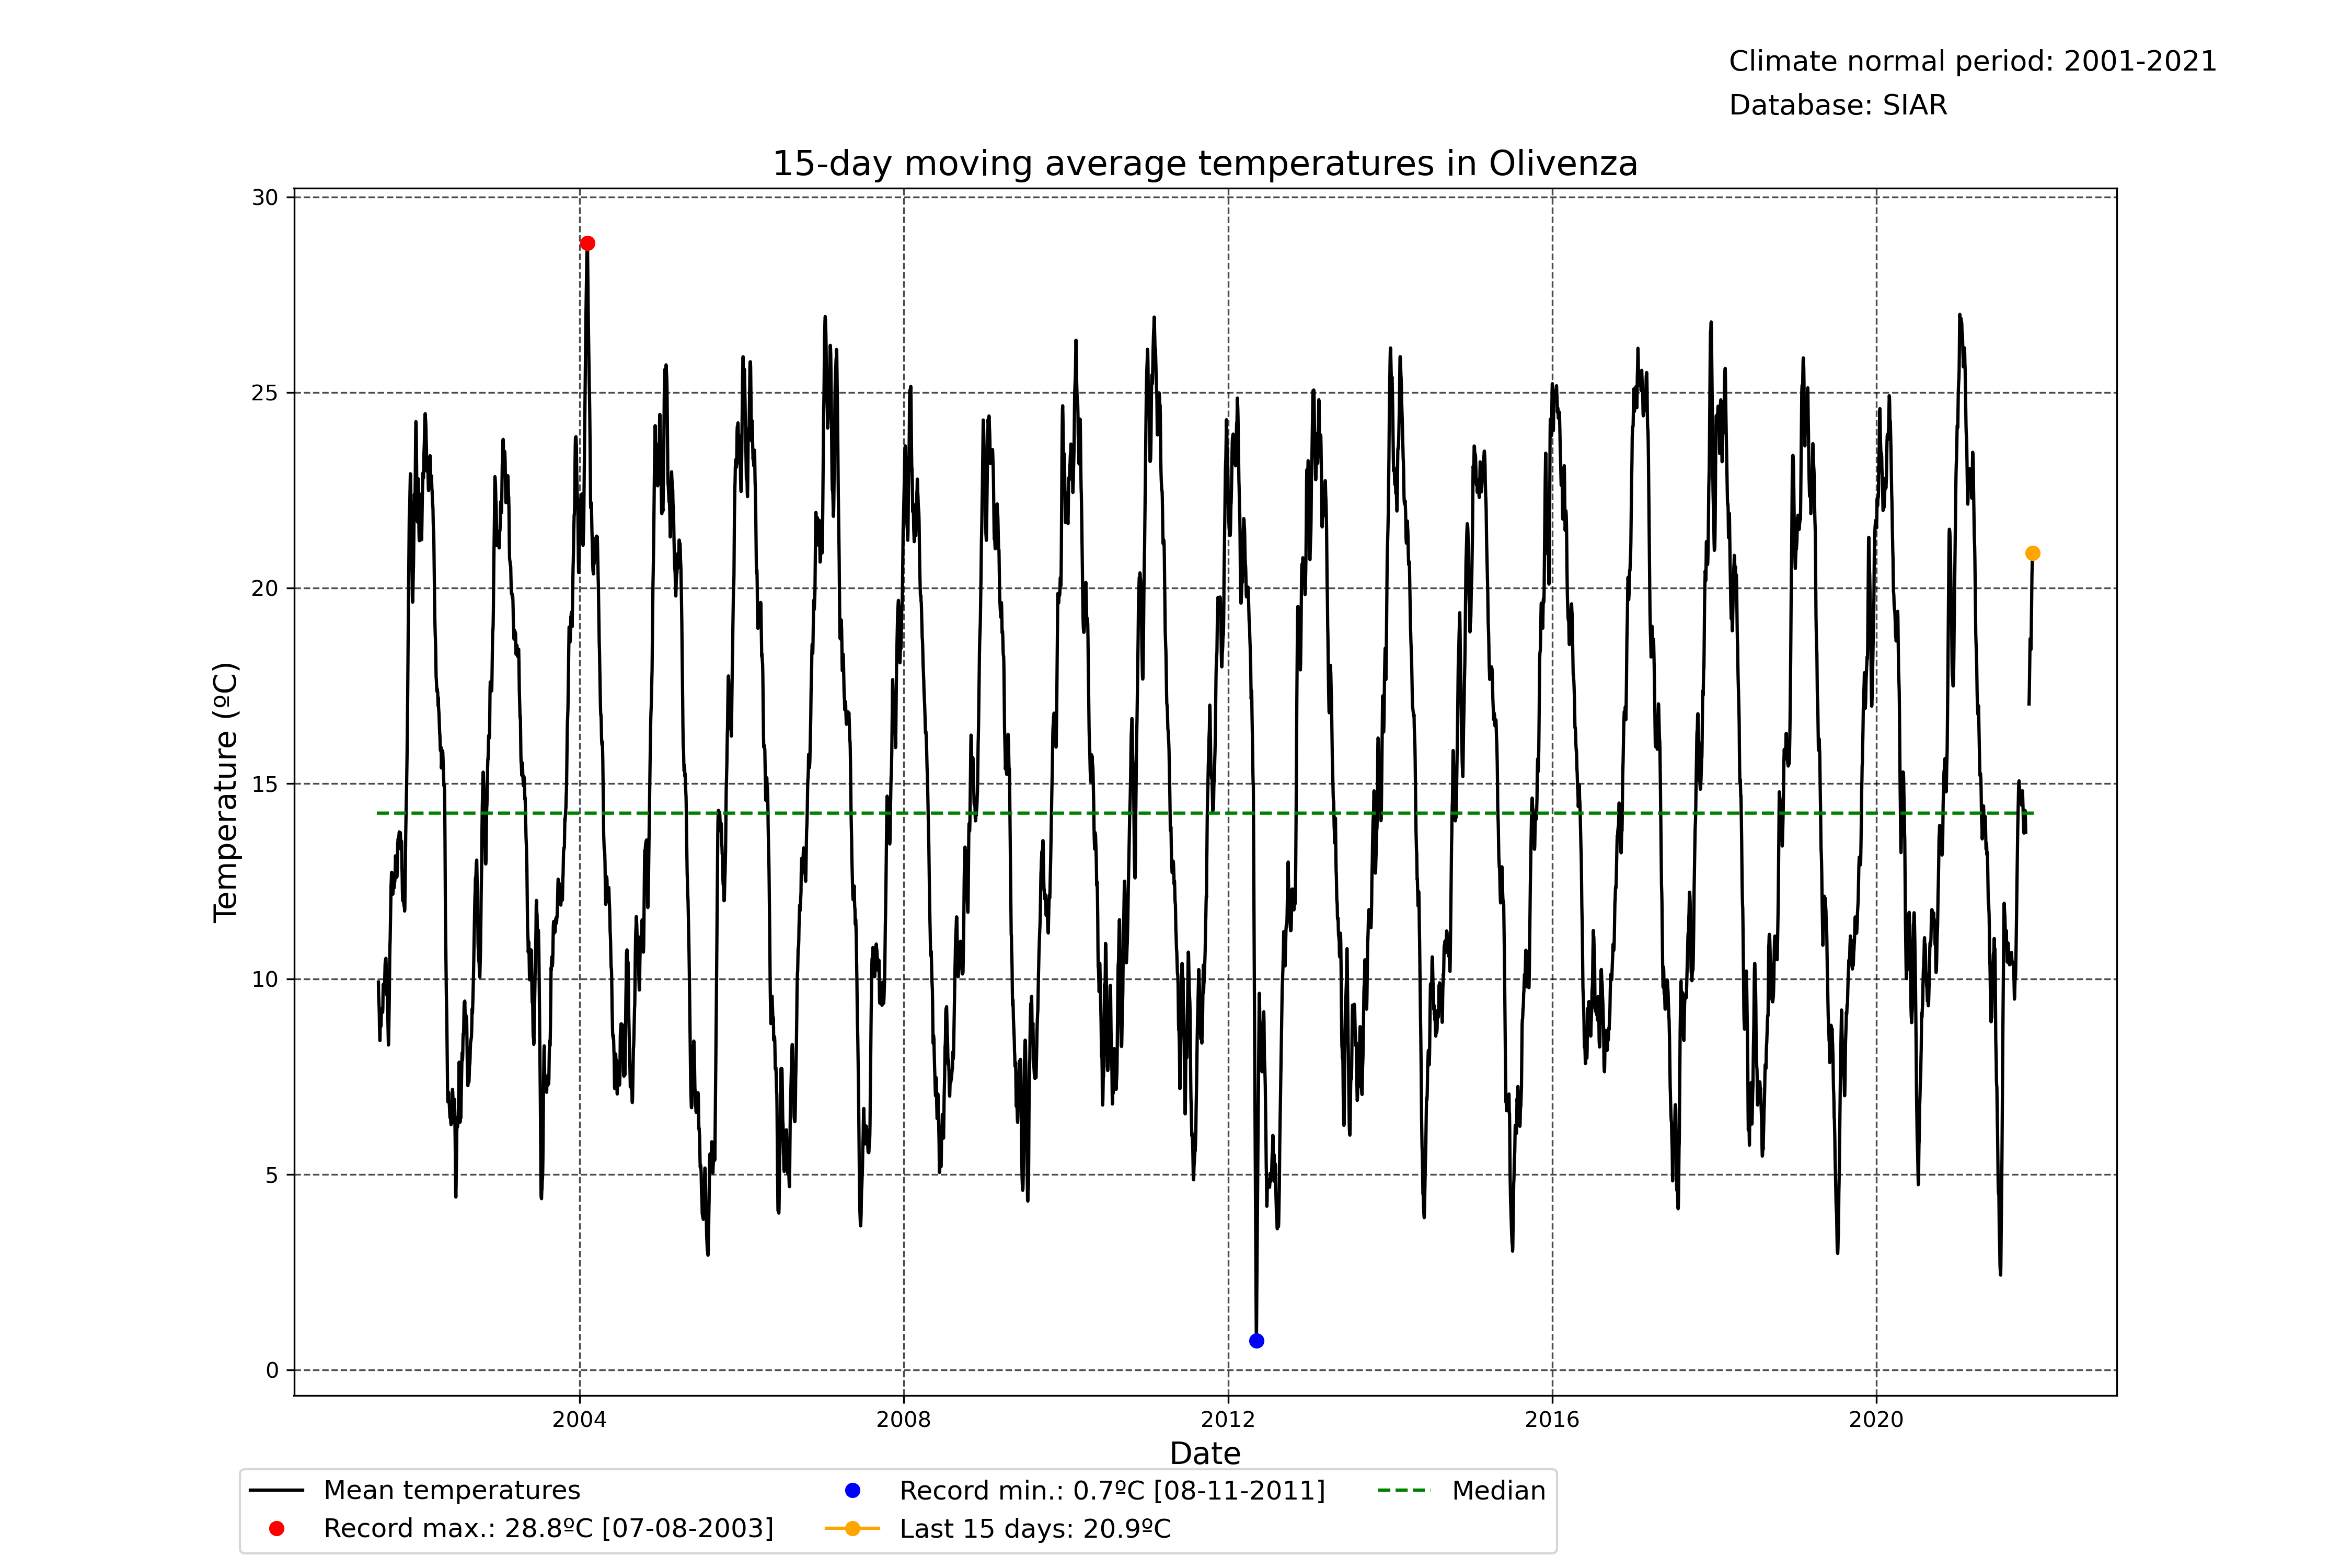 Climate normal period: 2001-2021
Database: SIAR
15-day moving average temperatures in Olivenza
30
25
20
15
10
5
0
Temperature (ºC)
2004 2008 2012 2016 2020
Date
Mean temperatures
Record max.: 28.8ºC [07-08-2003]
Record min.: 0.7ºC [08-11-2011]
Last 15 days: 20.9ºC
Median